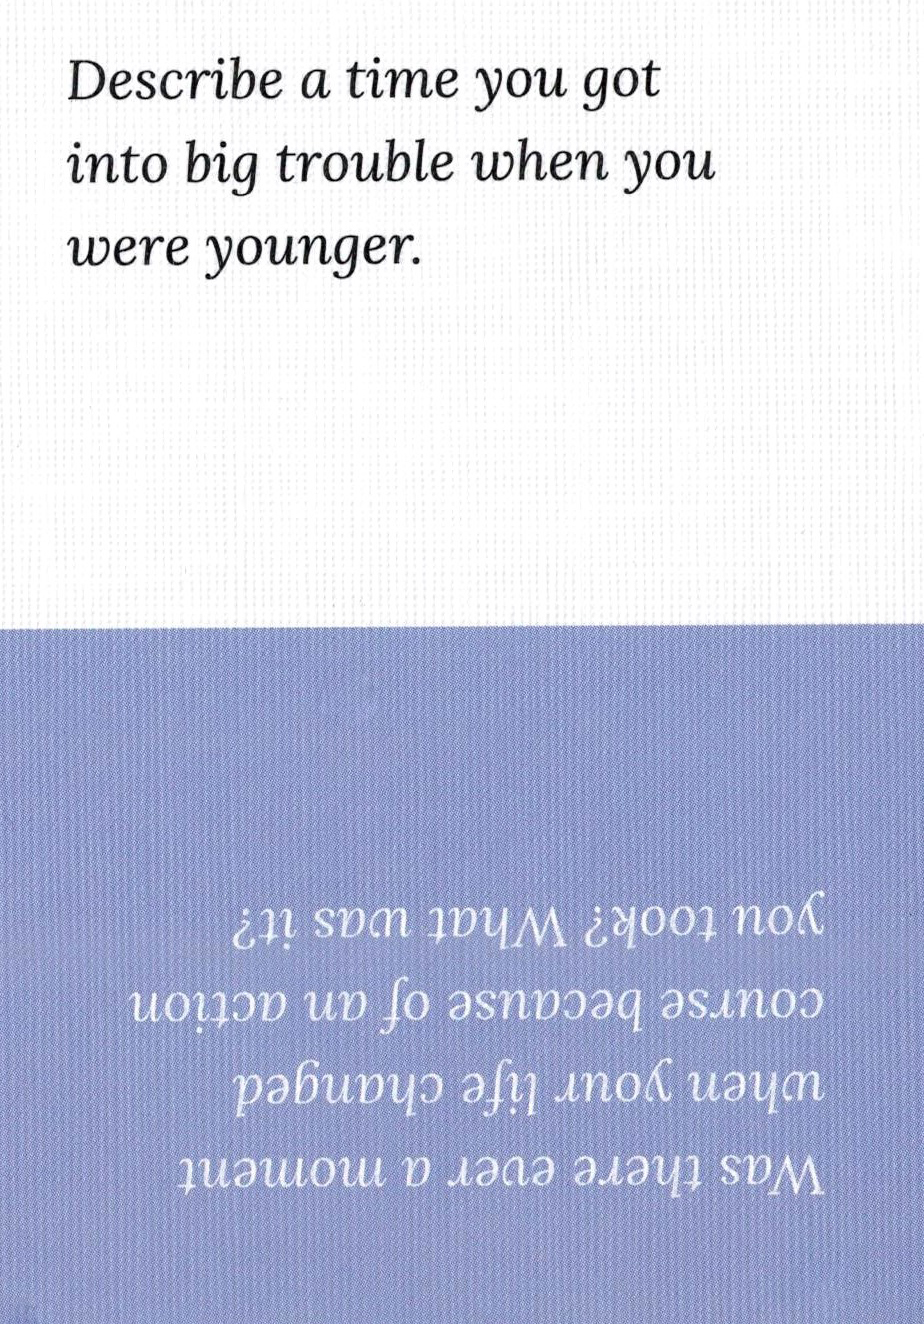 Describe a time you got
into big trouble when you
were younger.
Was there ever a moment
when your life changed
course because of an action
you took? What was it?